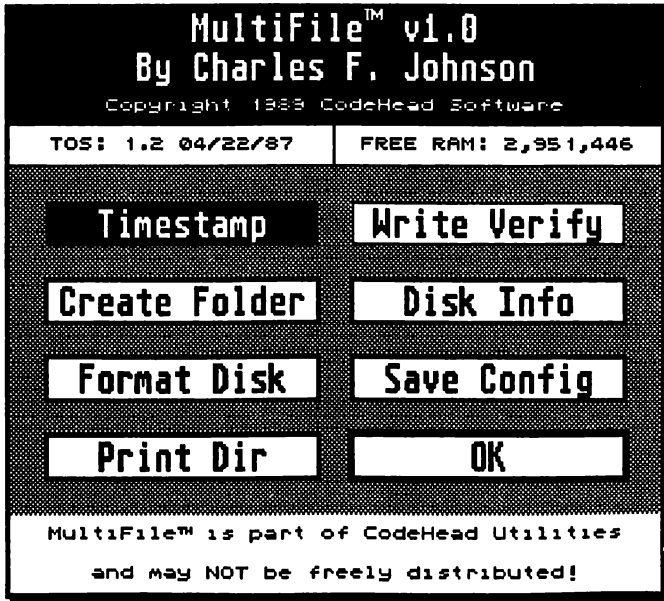 MultiFile™ v1.0
By Charles F. Johnson
Copyright 1989 CodeHead Software
TOS: 1.2 04/22/87
FREE RAM: 2,951,446
Timestamp
Write Verify
Create Folder
Disk Info
Format Disk
Save Config
Print Dir
OK
MultiFile™ is part of CodeHead Utilities
and may NOT be freely distributed!